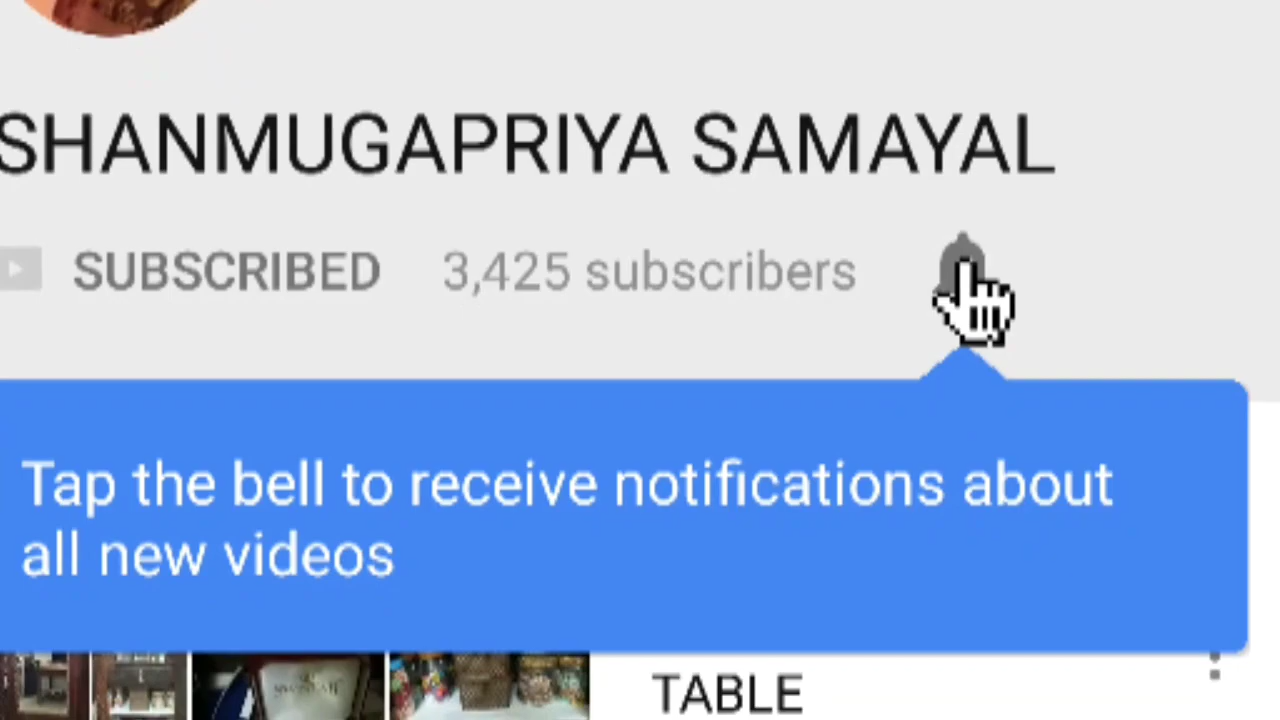 SHANMUGAPRIYA SAMAYAL
SUBSCRIBED 3,425 subscribers
Tap the bell to receive notifications about
all new videos
TABLE